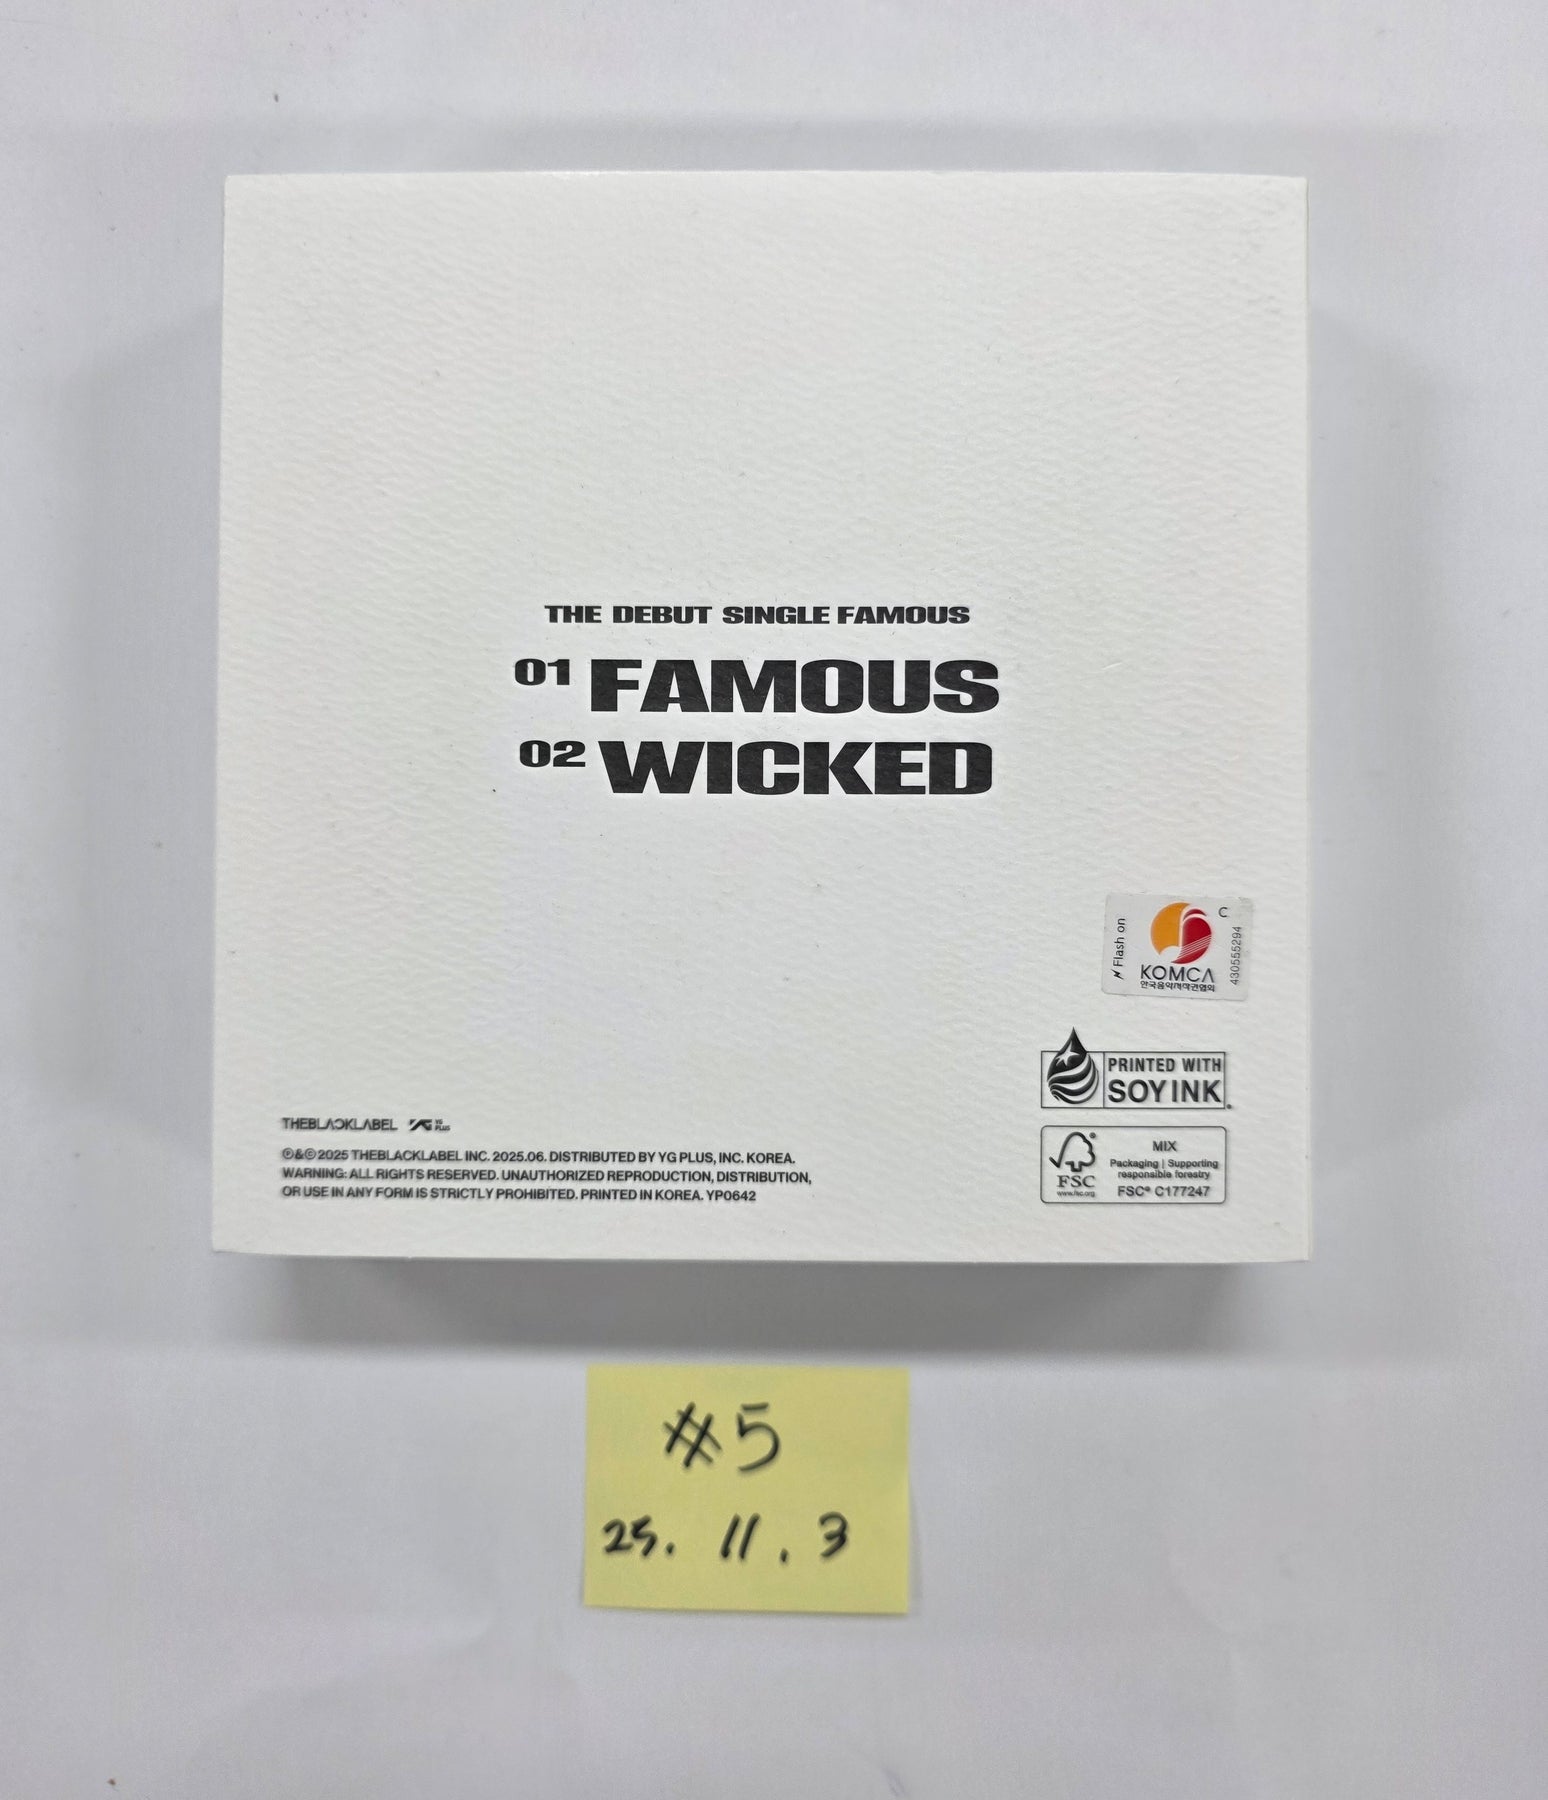 THE DEBUT SINGLE FAMOUS
01 FAMOUS
02 WICKED
Flash on
C
430555294
KOMCA
한국음악저작권협회
PRINTED WITH
SOY INK
MIX
Packaging | Supporting
responsible forestry
FSC
www.fsc.org
FSC® C177247
THEBLACKLABEL YG PLUS
℗&©2025 THEBLACKLABEL INC. 2025.06. DISTRIBUTED BY YG PLUS, INC. KOREA.
WARNING: ALL RIGHTS RESERVED. UNAUTHORIZED REPRODUCTION, DISTRIBUTION,
OR USE IN ANY FORM IS STRICTLY PROHIBITED. PRINTED IN KOREA. YP0642
#5
25. 11. 3